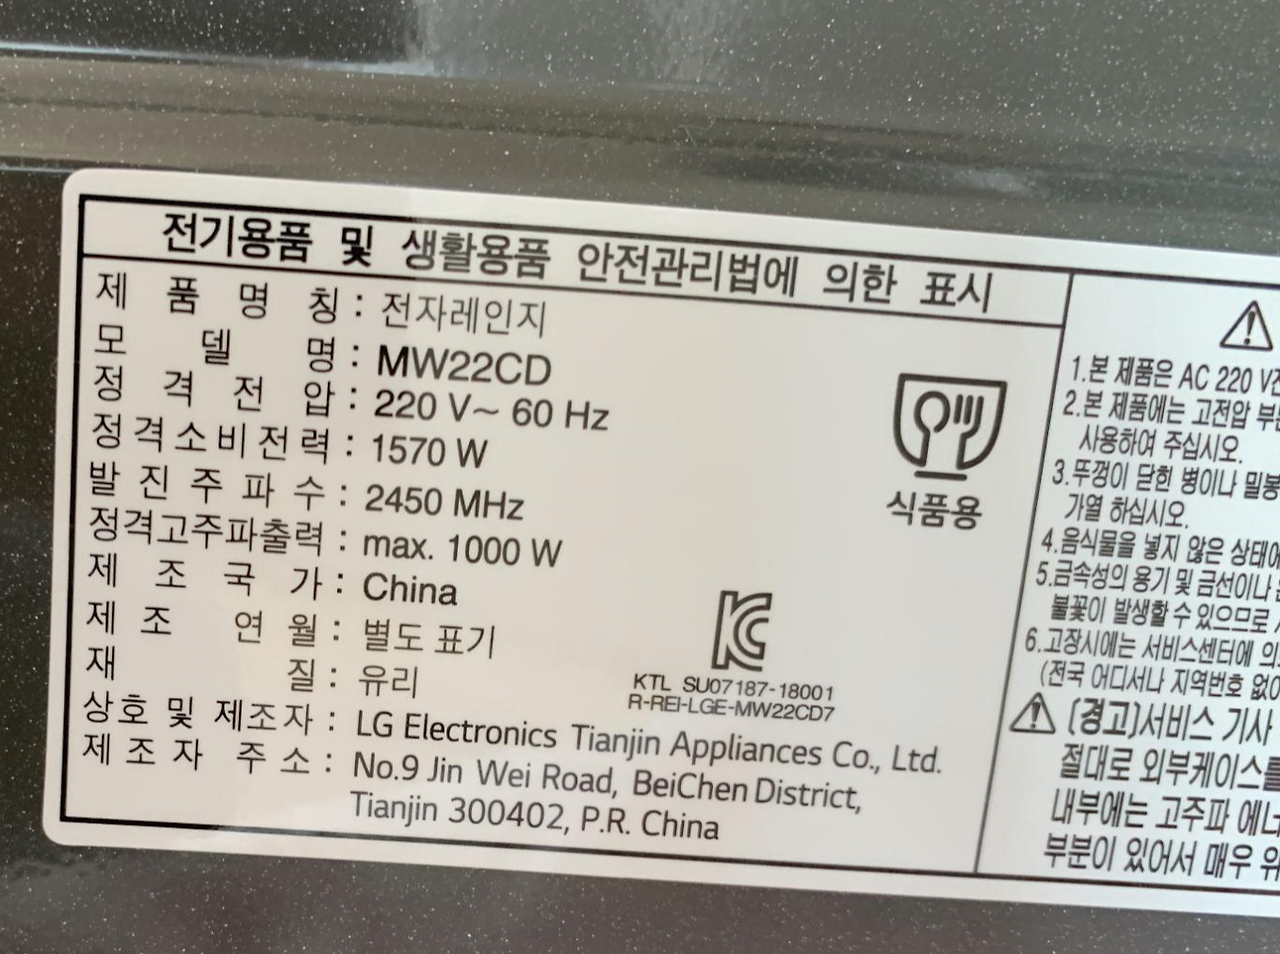 전기용품 및 생활용품 안전관리법에 의한 표시
제 품 명 칭 : 전자레인지
모 델 명 : MW22CD
정 격 전 압 : 220 V~ 60 Hz
정격소비전력 : 1570 W
발 진 주 파 수 : 2450 MHz
정격고주파출력 : max. 1000 W
제 조 국 가 : China
제 조 연 월 : 별도 표기
재 질 : 유리
상호 및 제조자 : LG Electronics Tianjin Appliances Co., Ltd.
제 조 자 주 소 : No.9 Jin Wei Road, BeiChen District,
Tianjin 300402, P.R. China
식품용
KC
KTL SU07187-18001
R-REI-LGE-MW22CD7
1.본 제품은 AC 220 V
2.본 제품에는 고전압
사용하여 주십시오.
3.뚜껑이 닫힌 병이나
가열 하십시오.
4.음식물을 넣지 않은
5.금속성의 용기 및 금선이나
불꽃이 발생할 수 있으므로
6.고장시에는 서비스센터에
(전국 어디서나 지역번호
[경고]서비스 기사
절대로 외부케이스를
내부에는 고주파
부분이 있어서 매우